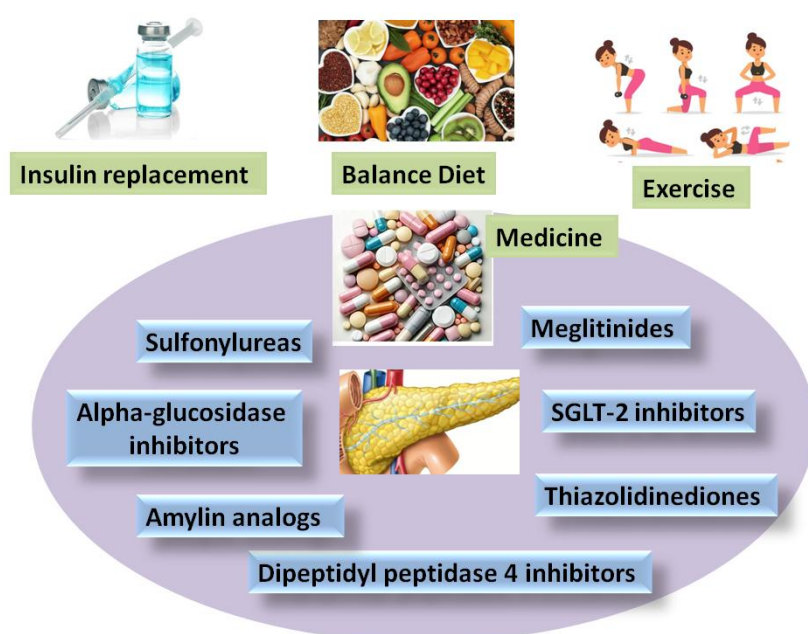 Insulin replacement
Balance Diet
Exercise
Medicine
Sulfonylureas
Meglitinides
Alpha-glucosidase
inhibitors
SGLT-2 inhibitors
Amylin analogs
Thiazolidinediones
Dipeptidyl peptidase 4 inhibitors